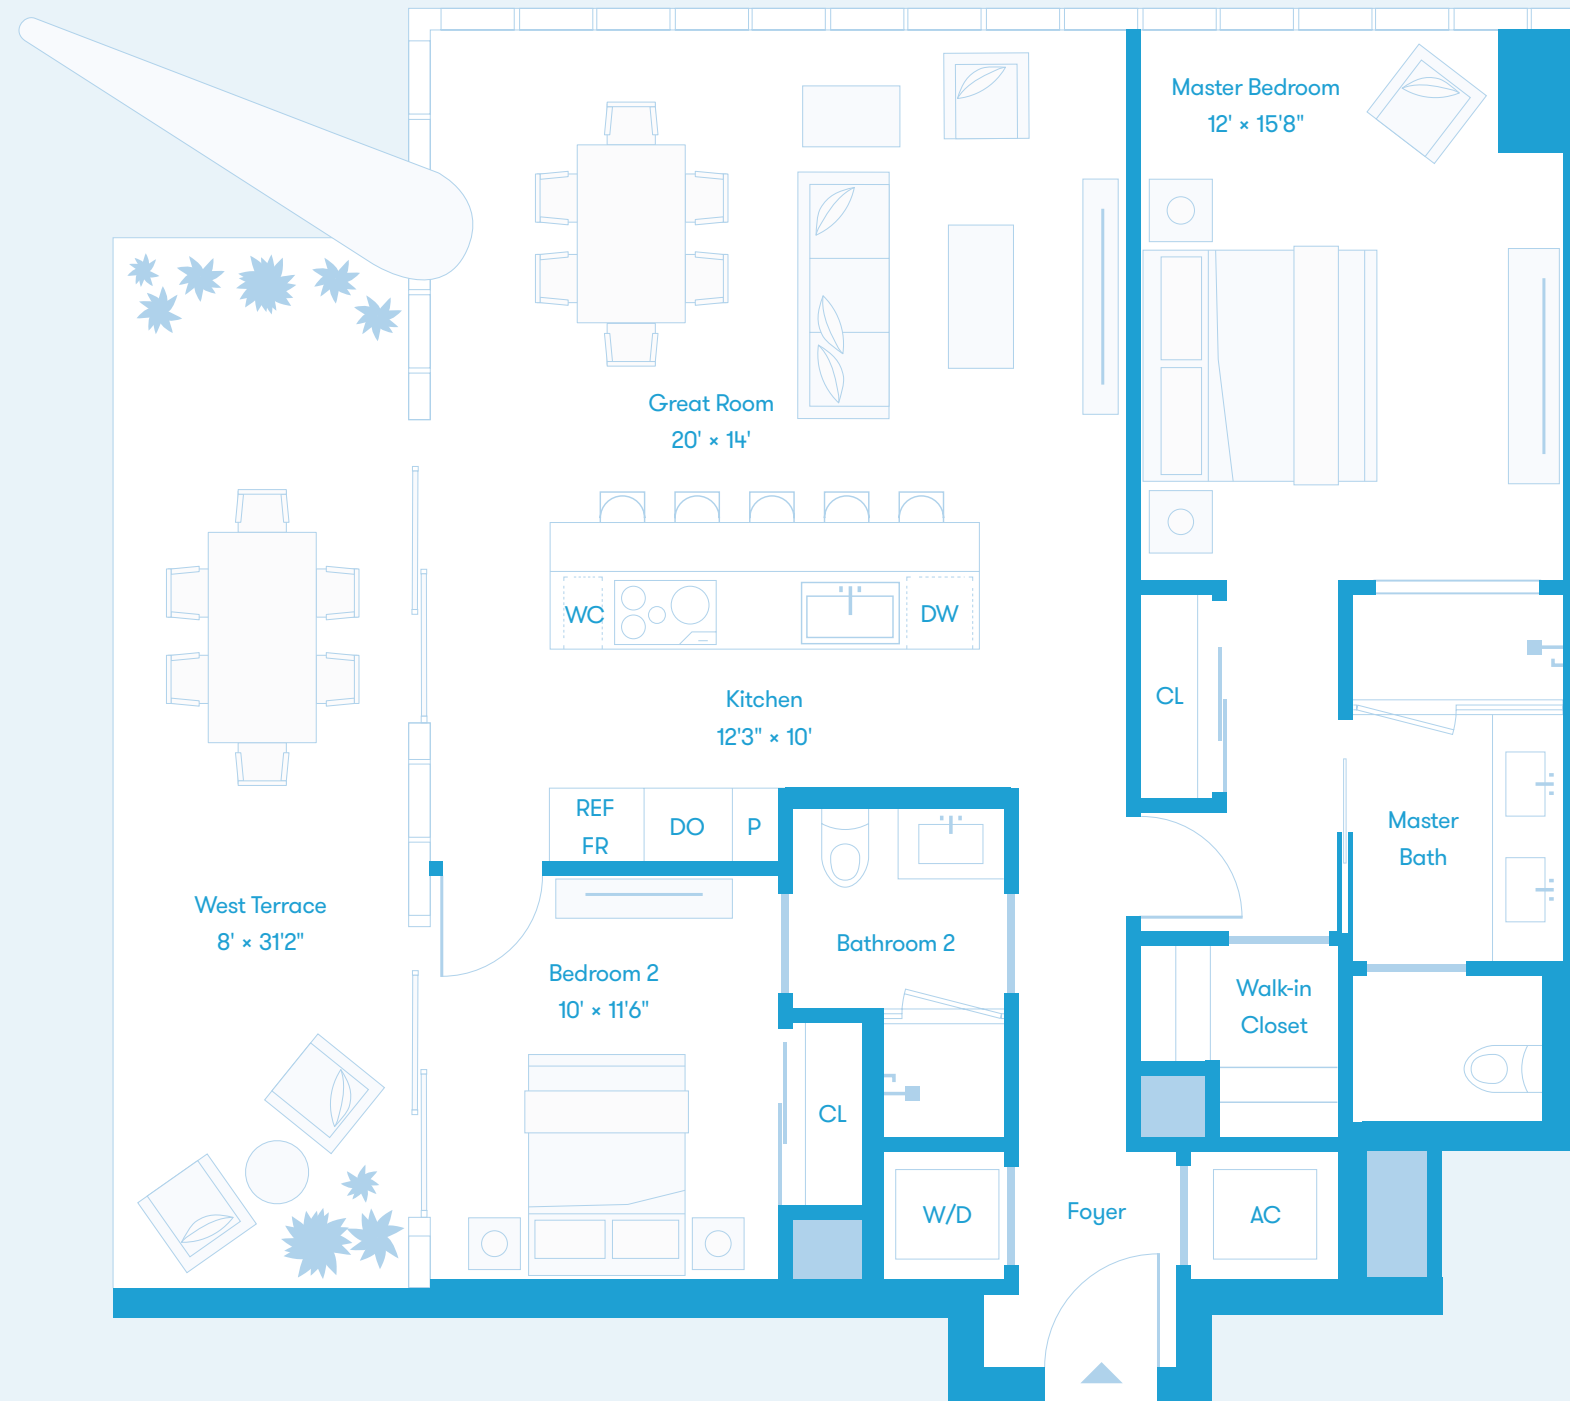 Master Bedroom
12' × 15'8"
Great Room
20' × 14'
WC
DW
Kitchen
12'3" × 10'
CL
REF
FR
DO
P
Master
Bath
West Terrace
8' × 31'2"
Bathroom 2
Bedroom 2
10' × 11'6"
Walk-in
Closet
CL
W/D
Foyer
AC